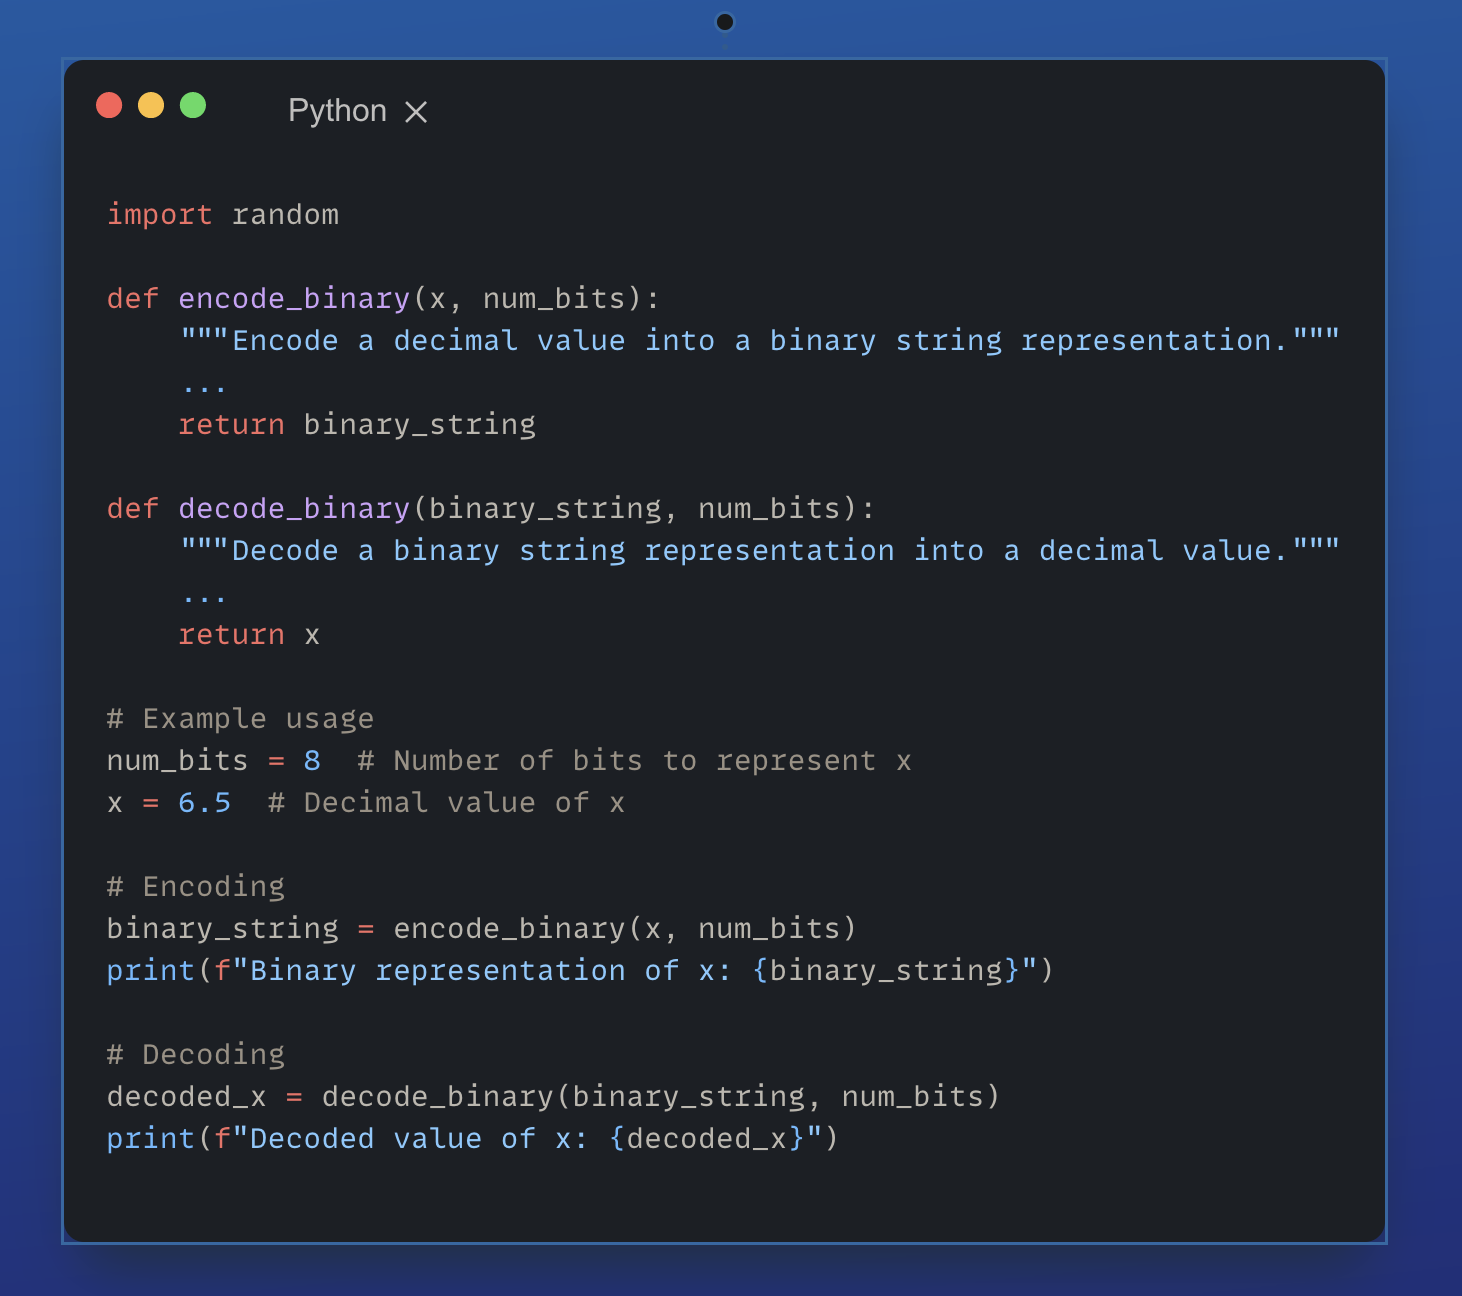 Python
import random
def encode_binary(x, num_bits):
    """Encode a decimal value into a binary string representation."""
    ...
    return binary_string
def decode_binary(binary_string, num_bits):
    """Decode a binary string representation into a decimal value."""
    ...
    return x
# Example usage
num_bits = 8  # Number of bits to represent x
x = 6.5  # Decimal value of x
# Encoding
binary_string = encode_binary(x, num_bits)
print(f"Binary representation of x: {binary_string}")
# Decoding
decoded_x = decode_binary(binary_string, num_bits)
print(f"Decoded value of x: {decoded_x}")